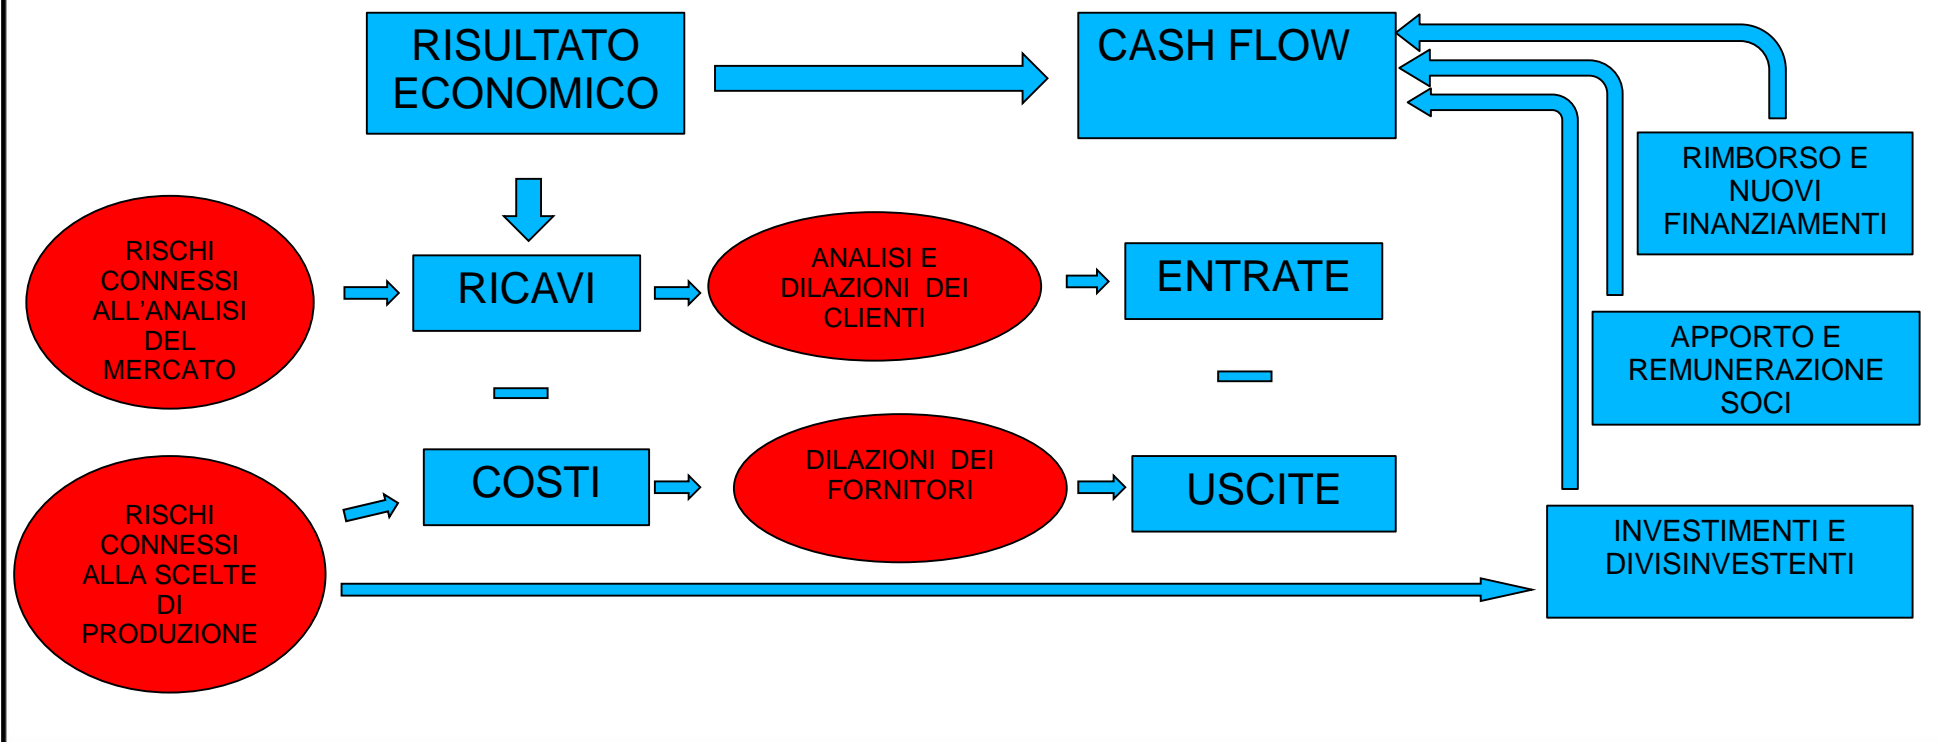 RISULTATO
ECONOMICO
CASH FLOW
RIMBORSO E
NUOVI
FINANZIAMENTI
RISCHI
CONNESSI
ALL’ANALISI
DEL
MERCATO
RICAVI
ANALISI E
DILAZIONI DEI
CLIENTI
ENTRATE
APPORTO E
REMUNERAZIONE
SOCI
RISCHI
CONNESSI
ALLA SCELTE
DI
PRODUZIONE
COSTI
DILAZIONI DEI
FORNITORI
USCITE
INVESTIMENTI E
DIVISINVESTENTI